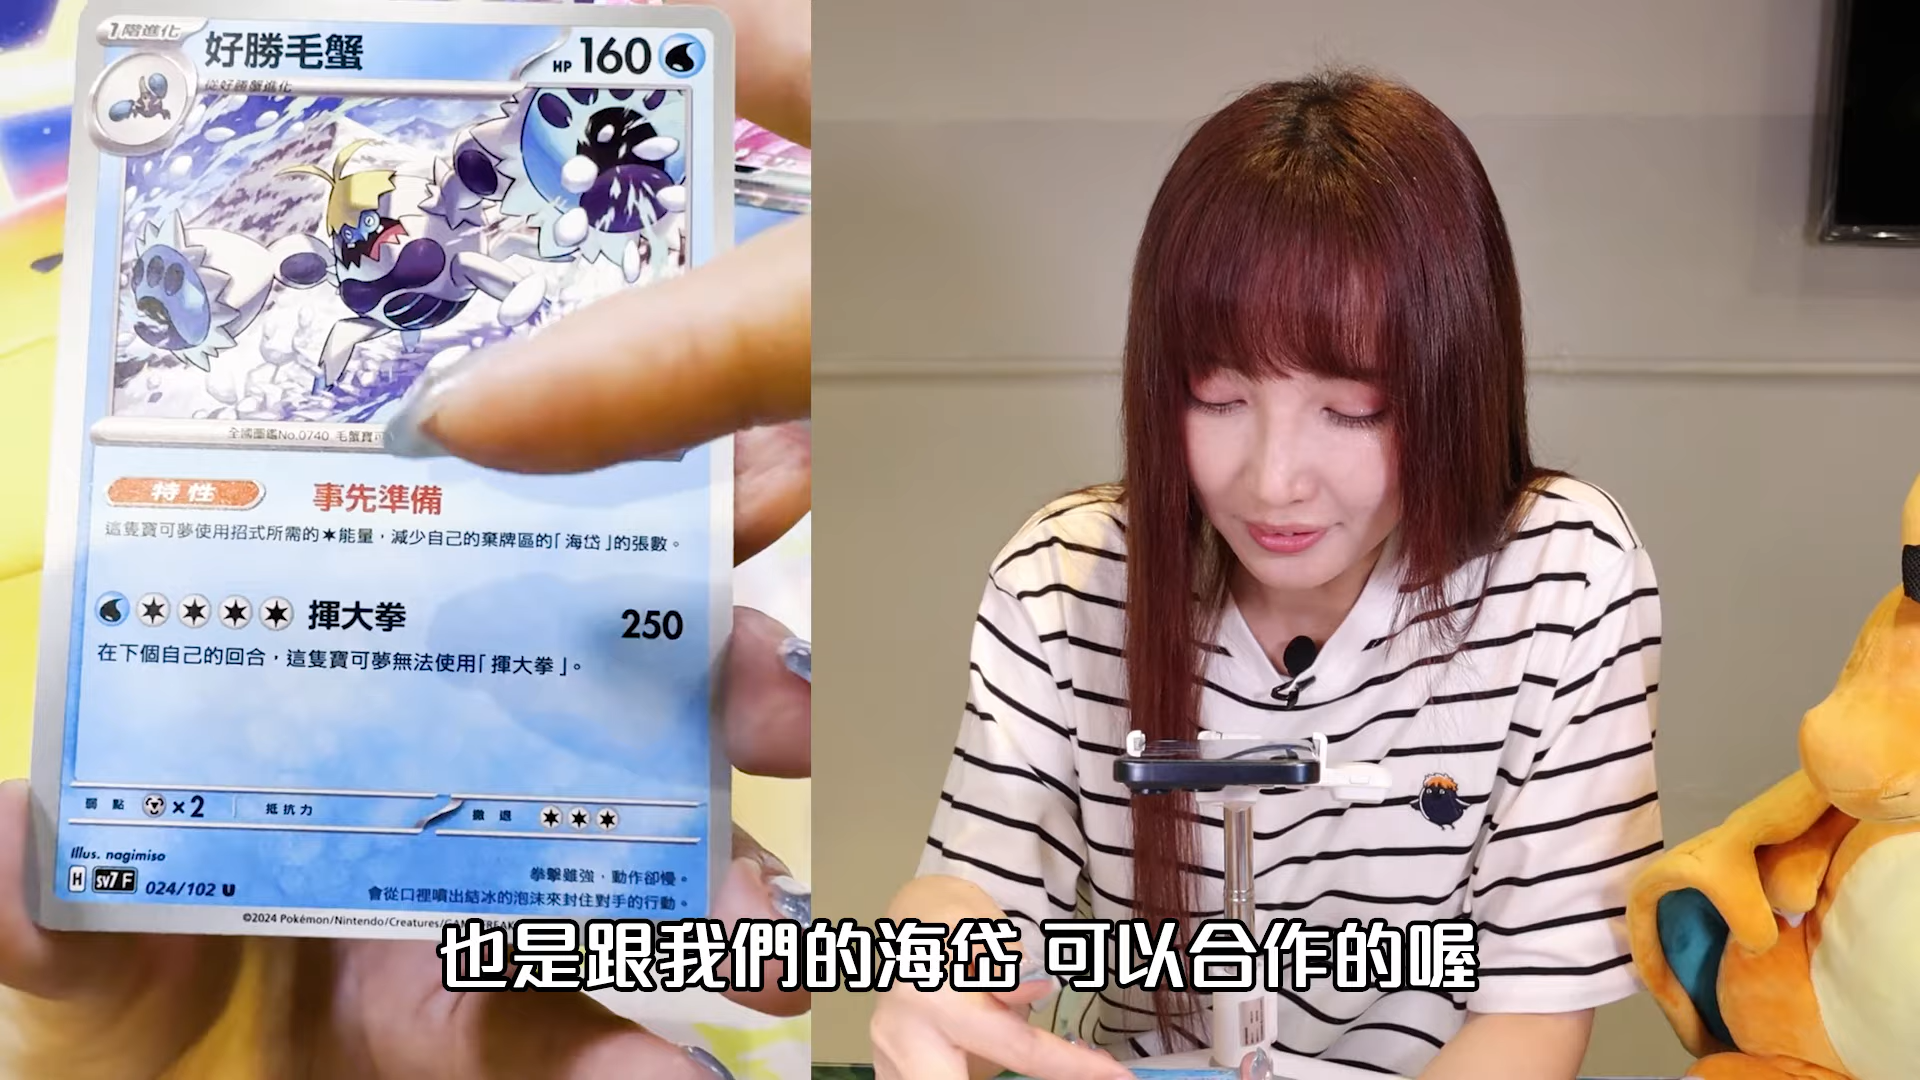 1階進化
好勝毛蟹
HP 160
從好勝蟹進化
全國圖鑑No.0740 毛蟹寶可
特性 事先準備
這隻寶可夢使用招式所需的✶能量，減少自己的棄牌區的「海岱」的張數。
揮大拳 250
在下個自己的回合，這隻寶可夢無法使用「揮大拳」。
弱點 ×2 抵抗力 撤退
Illus. nagimiso
H sv7 F 024/102 U
拳擊雖強，動作卻慢。
會從口裡噴出結冰的泡沫來封住對手的行動。
©2024 Pokémon/Nintendo/Creatures/GAME FREAK
也是跟我們的海岱 可以合作的喔